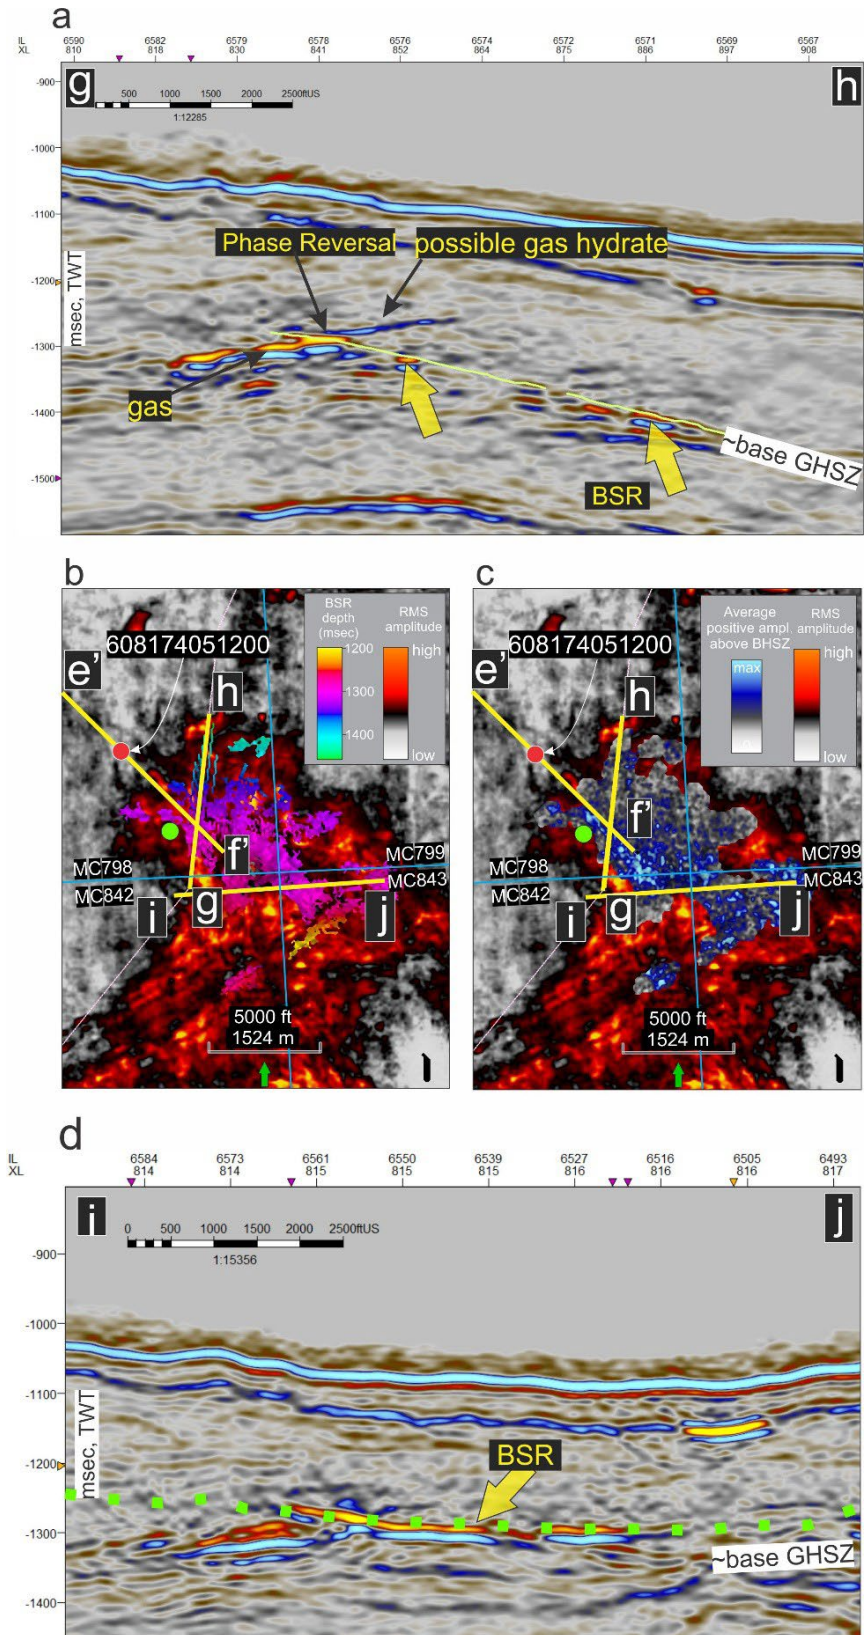 a
IL 6590 6582 6579 6578 6576 6574 6572 6571 6569 6567
XL 810 818 830 841 852 864 875 886 897 908
g
h
500 1000 1500 2000 2500ftUS
1:12285
-900
-1000
-1100
-1200
-1300
-1400
-1500
msec, TWT
Phase Reversal
possible gas hydrate
gas
BSR
~base GHSZ
b
608174051200
e'
h
BSR depth (msec)
1200
1300
1400
RMS amplitude
high
low
f'
MC798
MC799
MC842
MC843
i
g
j
5000 ft
1524 m
c
608174051200
e'
h
Average positive ampl. above BHSZ
max
RMS amplitude
high
low
f'
MC798
MC799
MC842
MC843
i
g
j
5000 ft
1524 m
d
IL 6584 6573 6561 6550 6539 6527 6516 6505 6493
XL 814 814 815 815 815 816 816 816 817
i
j
0 500 1000 1500 2000 2500ftUS
1:15356
-900
-1000
-1100
-1200
-1300
-1400
msec, TWT
BSR
~base GHSZ